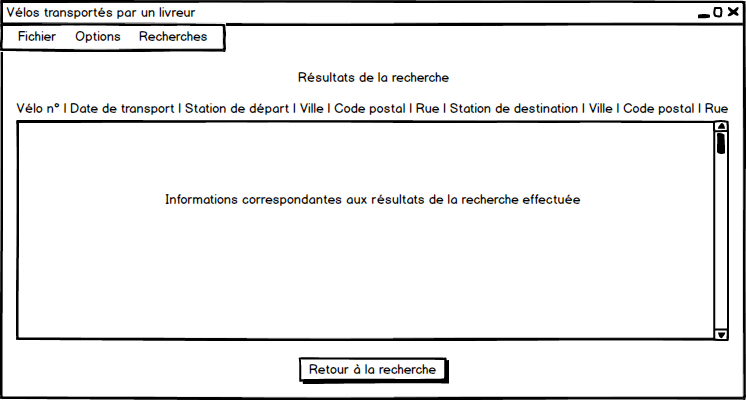 Vélos transportés par un livreur
Fichier Options Recherches
Résultats de la recherche
Vélo n° | Date de transport | Station de départ | Ville | Code postal | Rue | Station de destination | Ville | Code postal | Rue
Informations correspondantes aux résultats de la recherche effectuée
Retour à la recherche